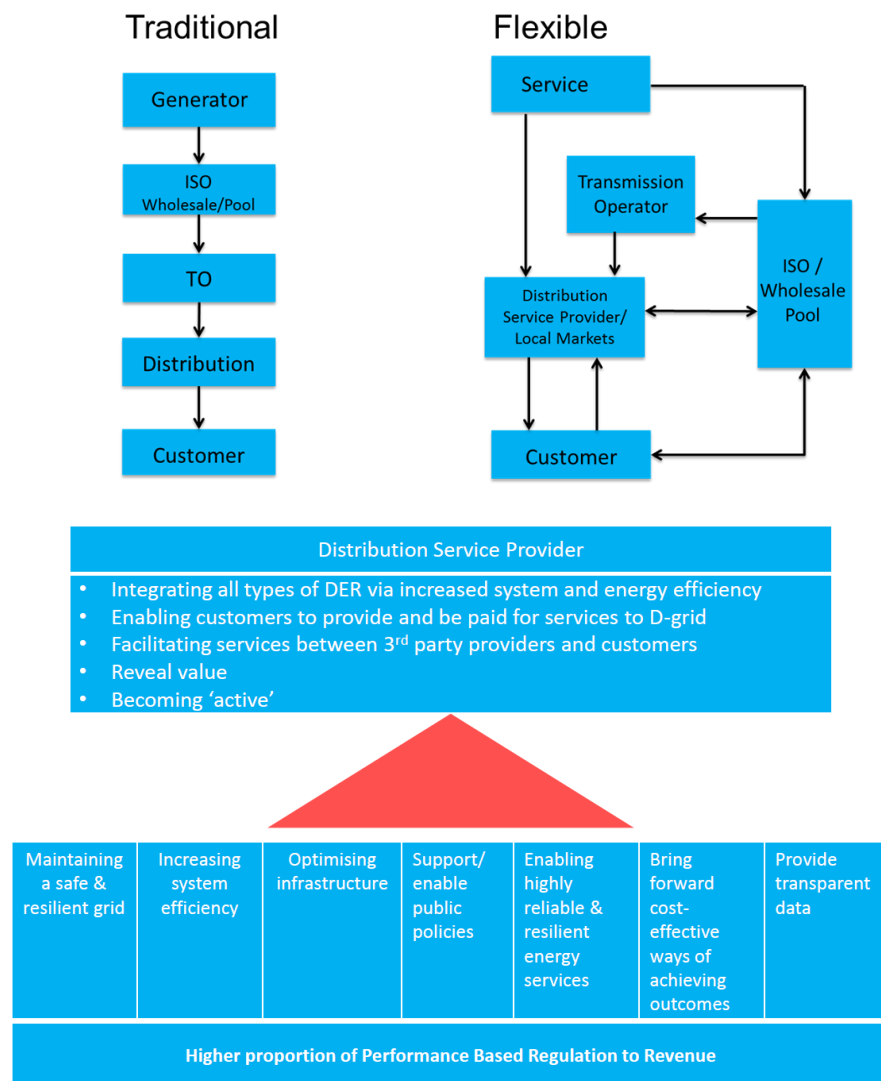 Traditional
Generator
ISO
Wholesale/Pool
TO
Distribution
Customer
Flexible
Service
Transmission
Operator
ISO /
Wholesale
Pool
Distribution
Service Provider/
Local Markets
Customer
Distribution Service Provider
• Integrating all types of DER via increased system and energy efficiency
• Enabling customers to provide and be paid for services to D-grid
• Facilitating services between 3rd party providers and customers
• Reveal value
• Becoming ‘active’
Maintaining
a safe &
resilient grid
Increasing
system
efficiency
Optimising
infrastructure
Support/
enable
public
policies
Enabling
highly
reliable &
resilient
energy
services
Bring
forward
cost-
effective
ways of
achieving
outcomes
Provide
transparent
data
Higher proportion of Performance Based Regulation to Revenue